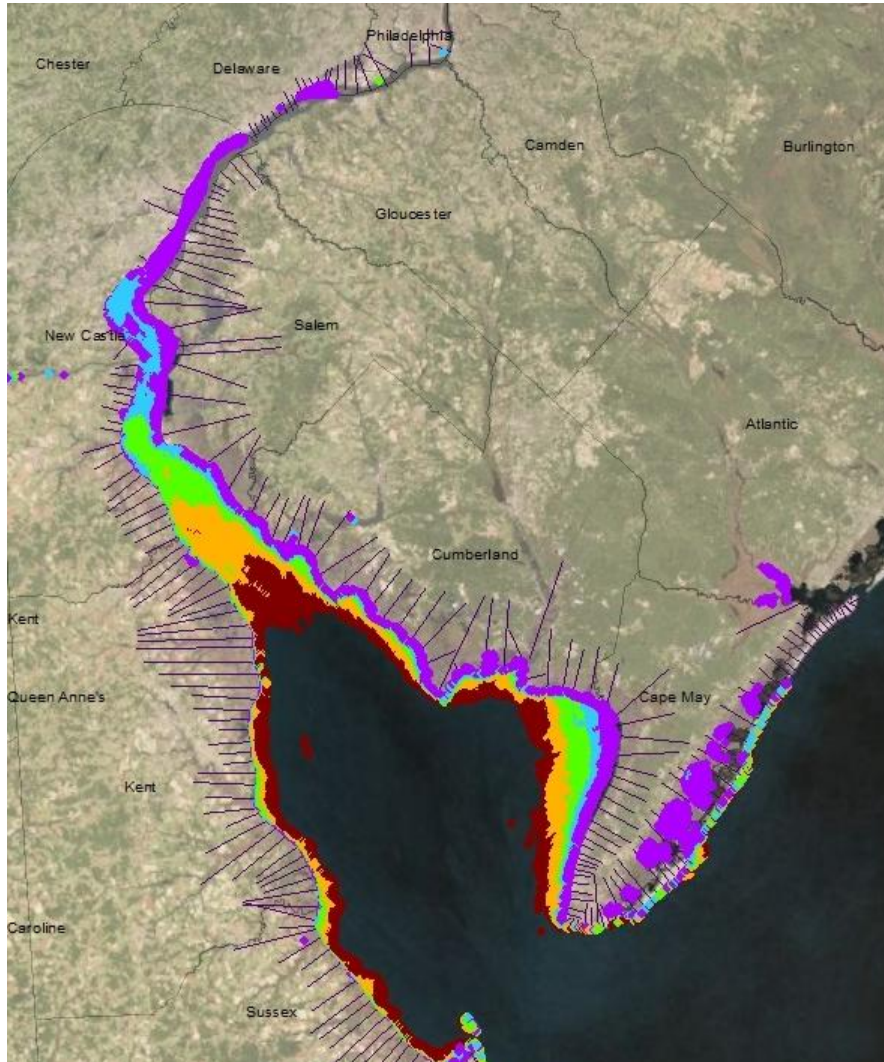 Philadelphia
Chester
Delaware
Camden
Burlington
Gloucester
New Castle
Salem
Atlantic
Cumberland
Kent
Queen Anne's
Cape May
Kent
Caroline
Sussex